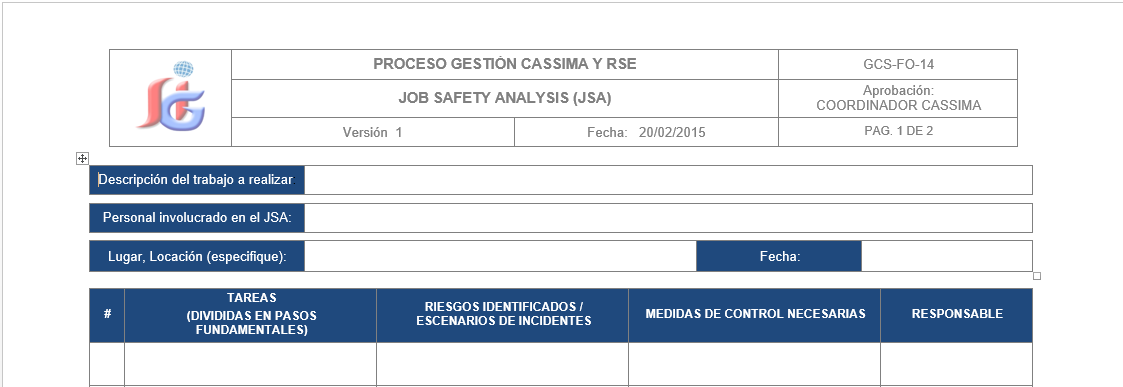 PROCESO GESTIÓN CASSIMA Y RSE
GCS-FO-14
JOB SAFETY ANALYSIS (JSA)
Aprobación:
COORDINADOR CASSIMA
Versión 1
Fecha: 20/02/2015
PAG. 1 DE 2
Descripción del trabajo a realizar
Personal involucrado en el JSA:
Lugar, Locación (especifique):
Fecha:
#
TAREAS
(DIVIDIDAS EN PASOS
FUNDAMENTALES)
RIESGOS IDENTIFICADOS /
ESCENARIOS DE INCIDENTES
MEDIDAS DE CONTROL NECESARIAS
RESPONSABLE